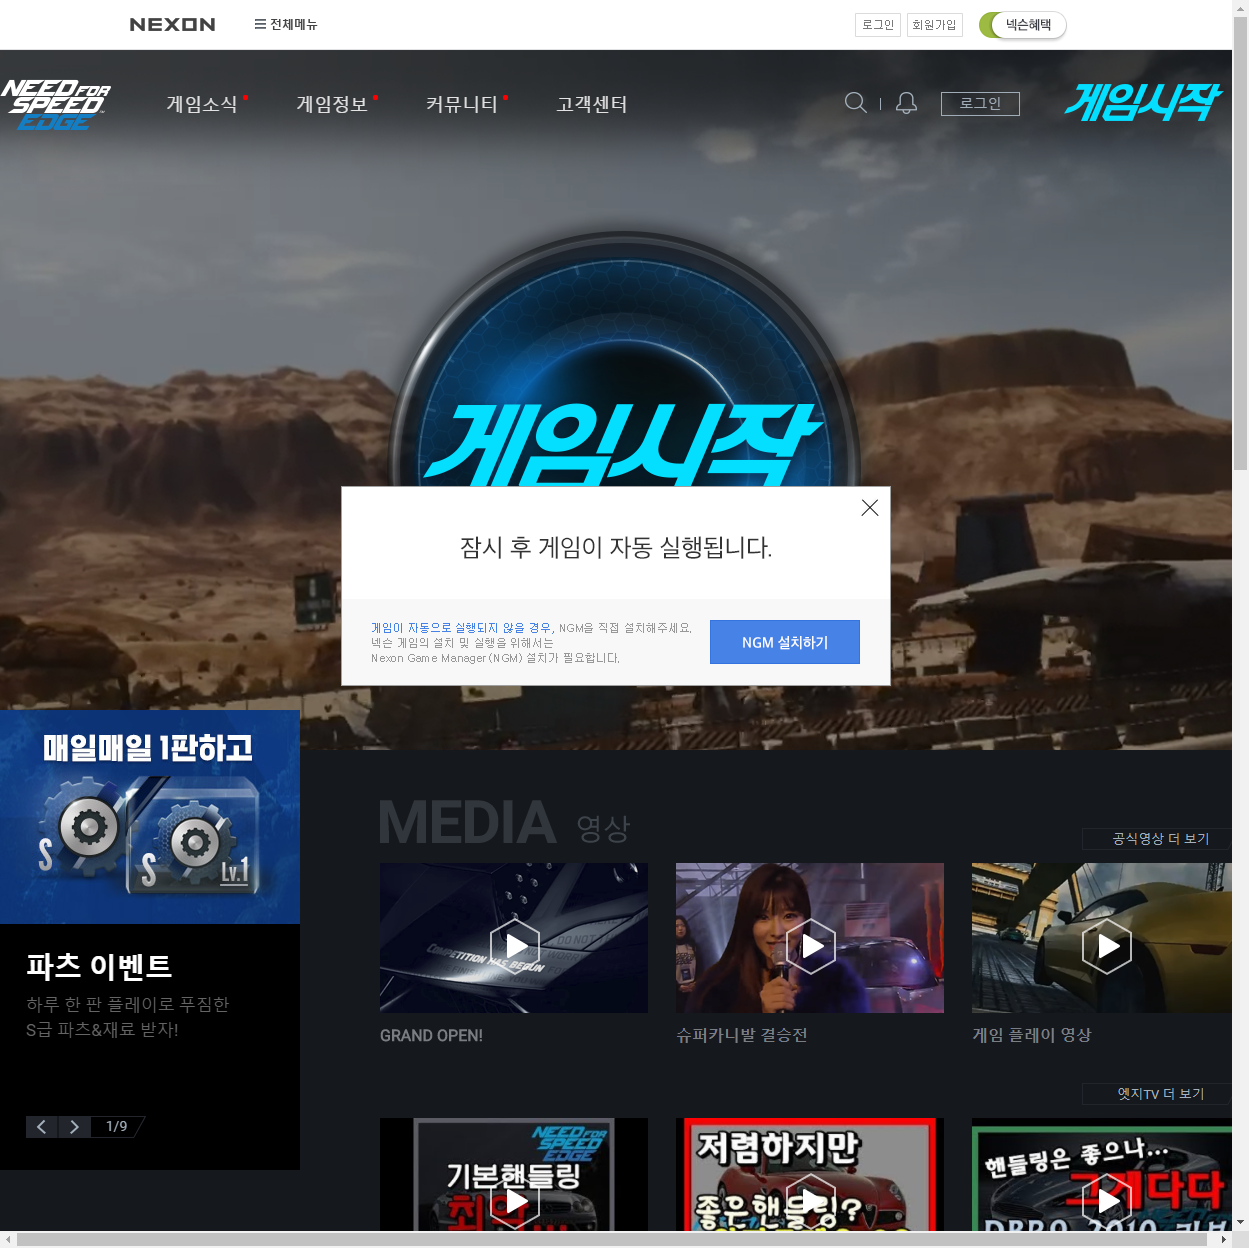 NEXON
전체메뉴
로그인
회원가입
넥슨혜택
NEED FOR
SPEED
EDGE
게임소식
게임정보
커뮤니티
고객센터
로그인
게임시작
게임시작
잠시 후 게임이 자동 실행됩니다.
게임이 자동으로 실행되지 않을 경우, NGM을 직접 설치해주세요.
넥슨 게임의 설치 및 실행을 위해서는
Nexon Game Manager(NGM) 설치가 필요합니다.
NGM 설치하기
매일매일 1판하고
S
S
Lv.1
파츠 이벤트
하루 한 판 플레이로 푸짐한
S급 파츠&재료 받자!
1/9
MEDIA 영상
공식영상 더 보기
COMPETITION HAS BEGUN
DO NOT
GRAND OPEN!
슈퍼카니발 결승전
게임 플레이 영상
엣지TV 더 보기
NEED FOR
SPEED
EDGE
기본핸들링
최악...
저렴하지만
좋은핸들링?
핸들링은 좋으나...
그게다다